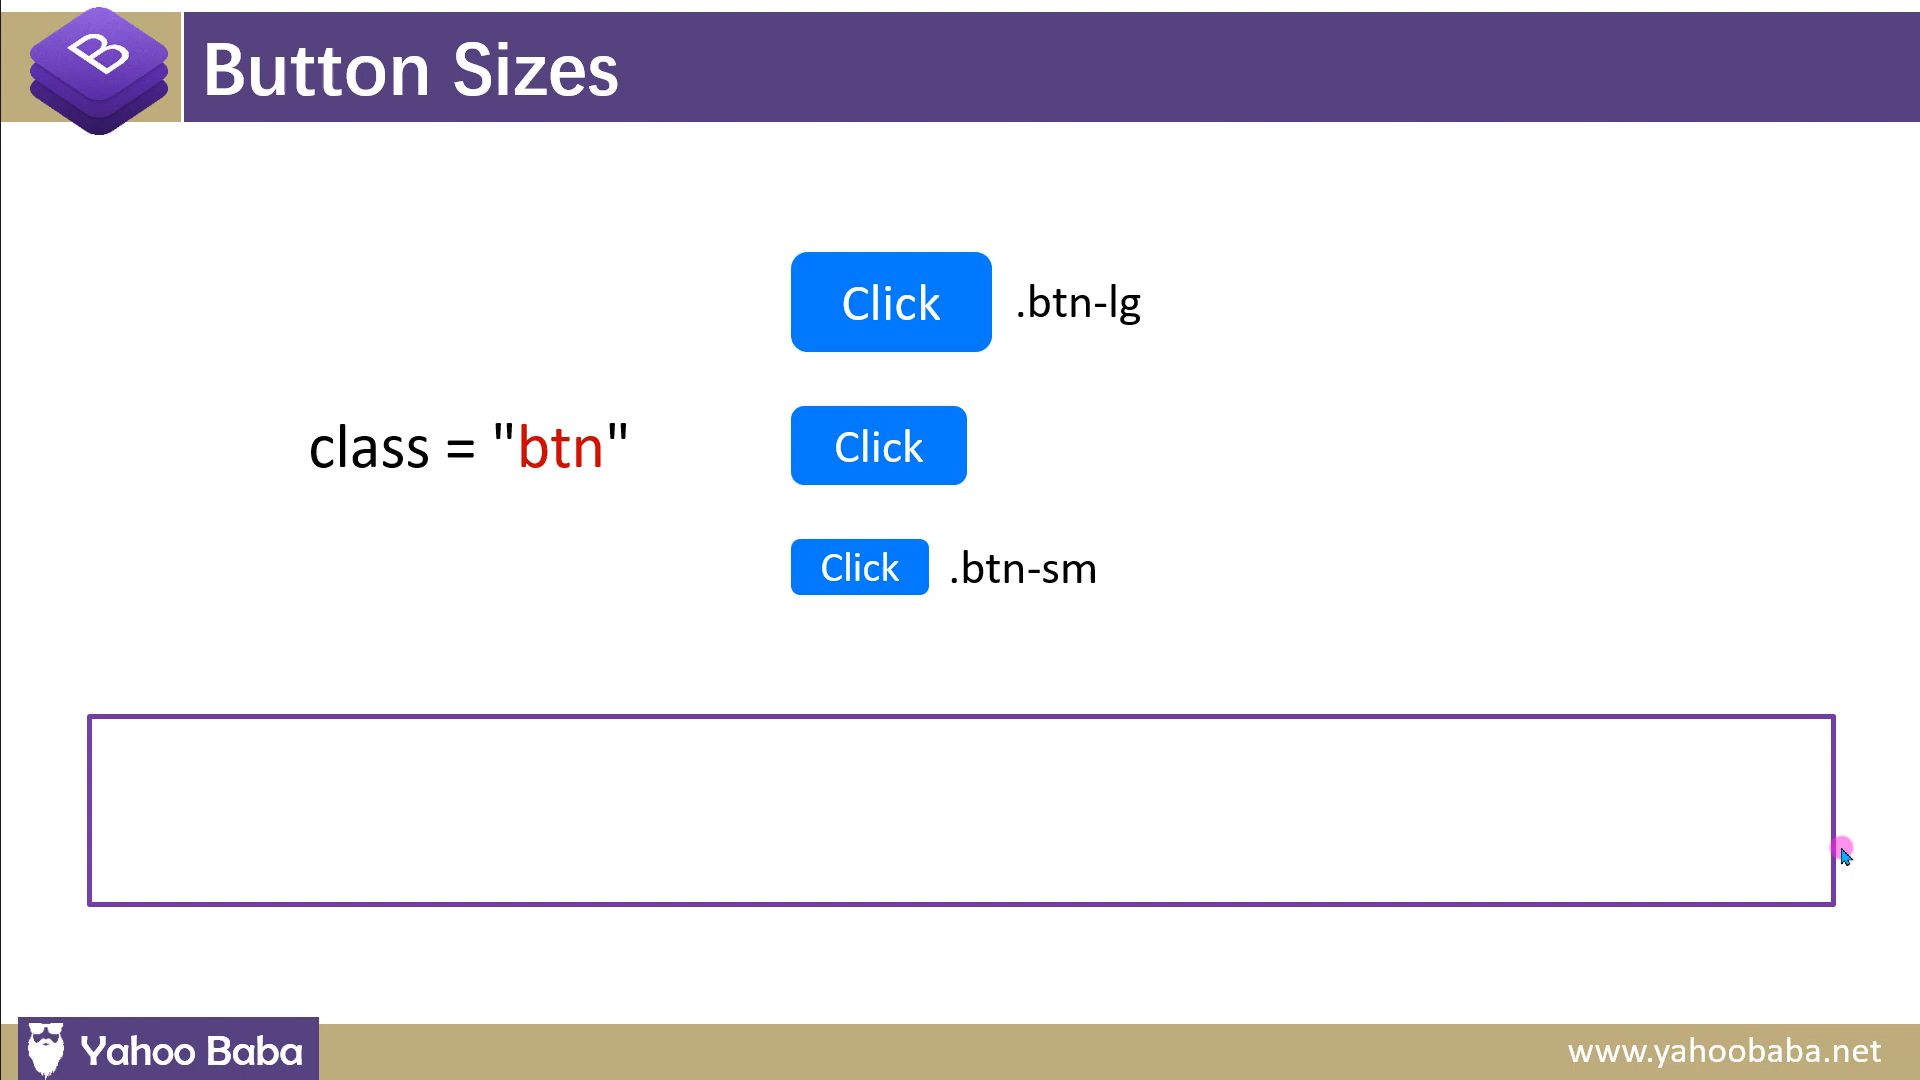 B
Button Sizes
Click .btn-lg
class = "btn" Click
Click .btn-sm
Yahoo Baba
www.yahoobaba.net